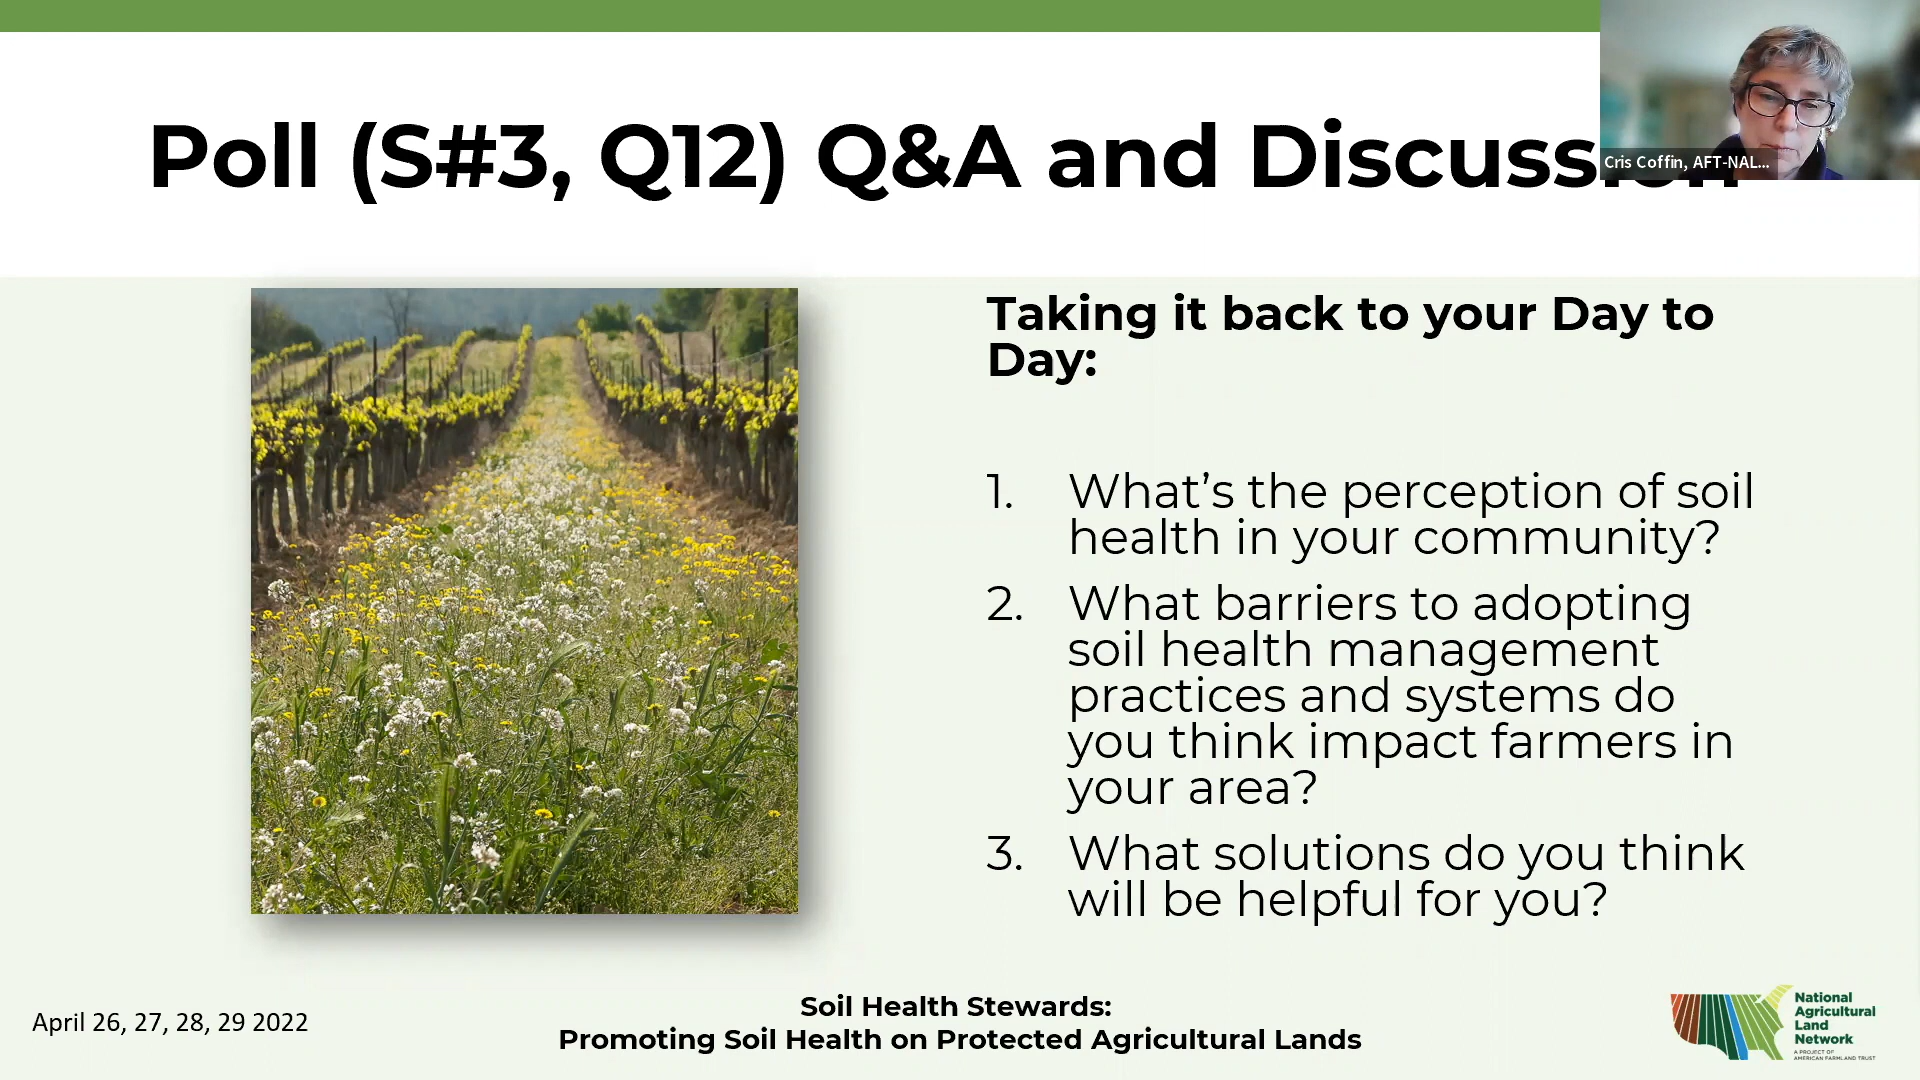 Poll (S#3, Q12) Q&A and Discussion
Cris Coffin, AFT-NAL...
Taking it back to your Day to
Day:
1. What’s the perception of soil
health in your community?
2. What barriers to adopting
soil health management
practices and systems do
you think impact farmers in
your area?
3. What solutions do you think
will be helpful for you?
April 26, 27, 28, 29 2022
Soil Health Stewards:
Promoting Soil Health on Protected Agricultural Lands
National
Agricultural
Land
Network
A PROJECT OF
AMERICAN FARMLAND TRUST